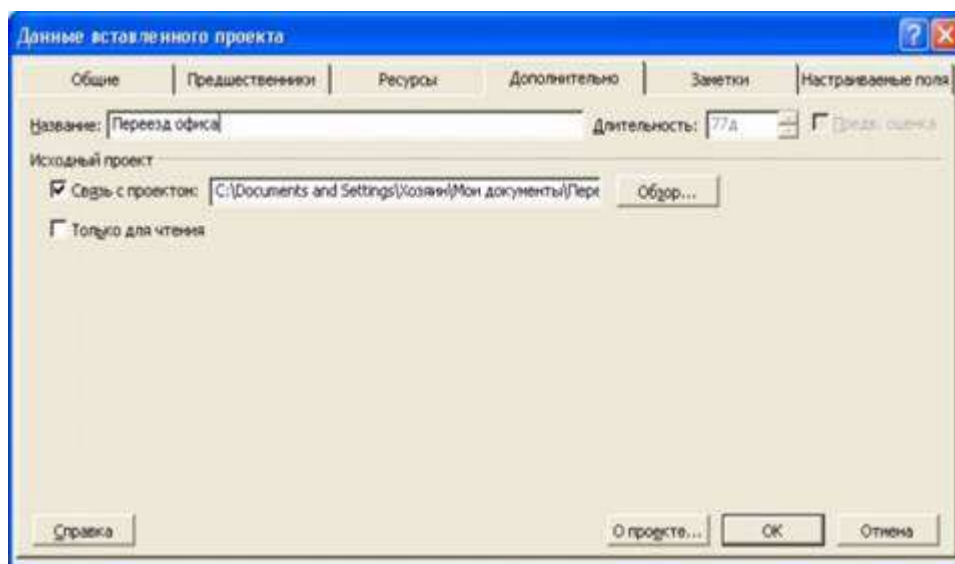 Данные вставленного проекта
Общие Предшественники Ресурсы Дополнительно Заметки Настраиваемые поля
Название: Переезд офиса Длительность: 77д Предв. оценка
Исходный проект
Связь с проектом: C:\Documents and Settings\Хозяин\Мои документы\Пере Обзор...
Только для чтения
Справка О проекте... ОК Отмена